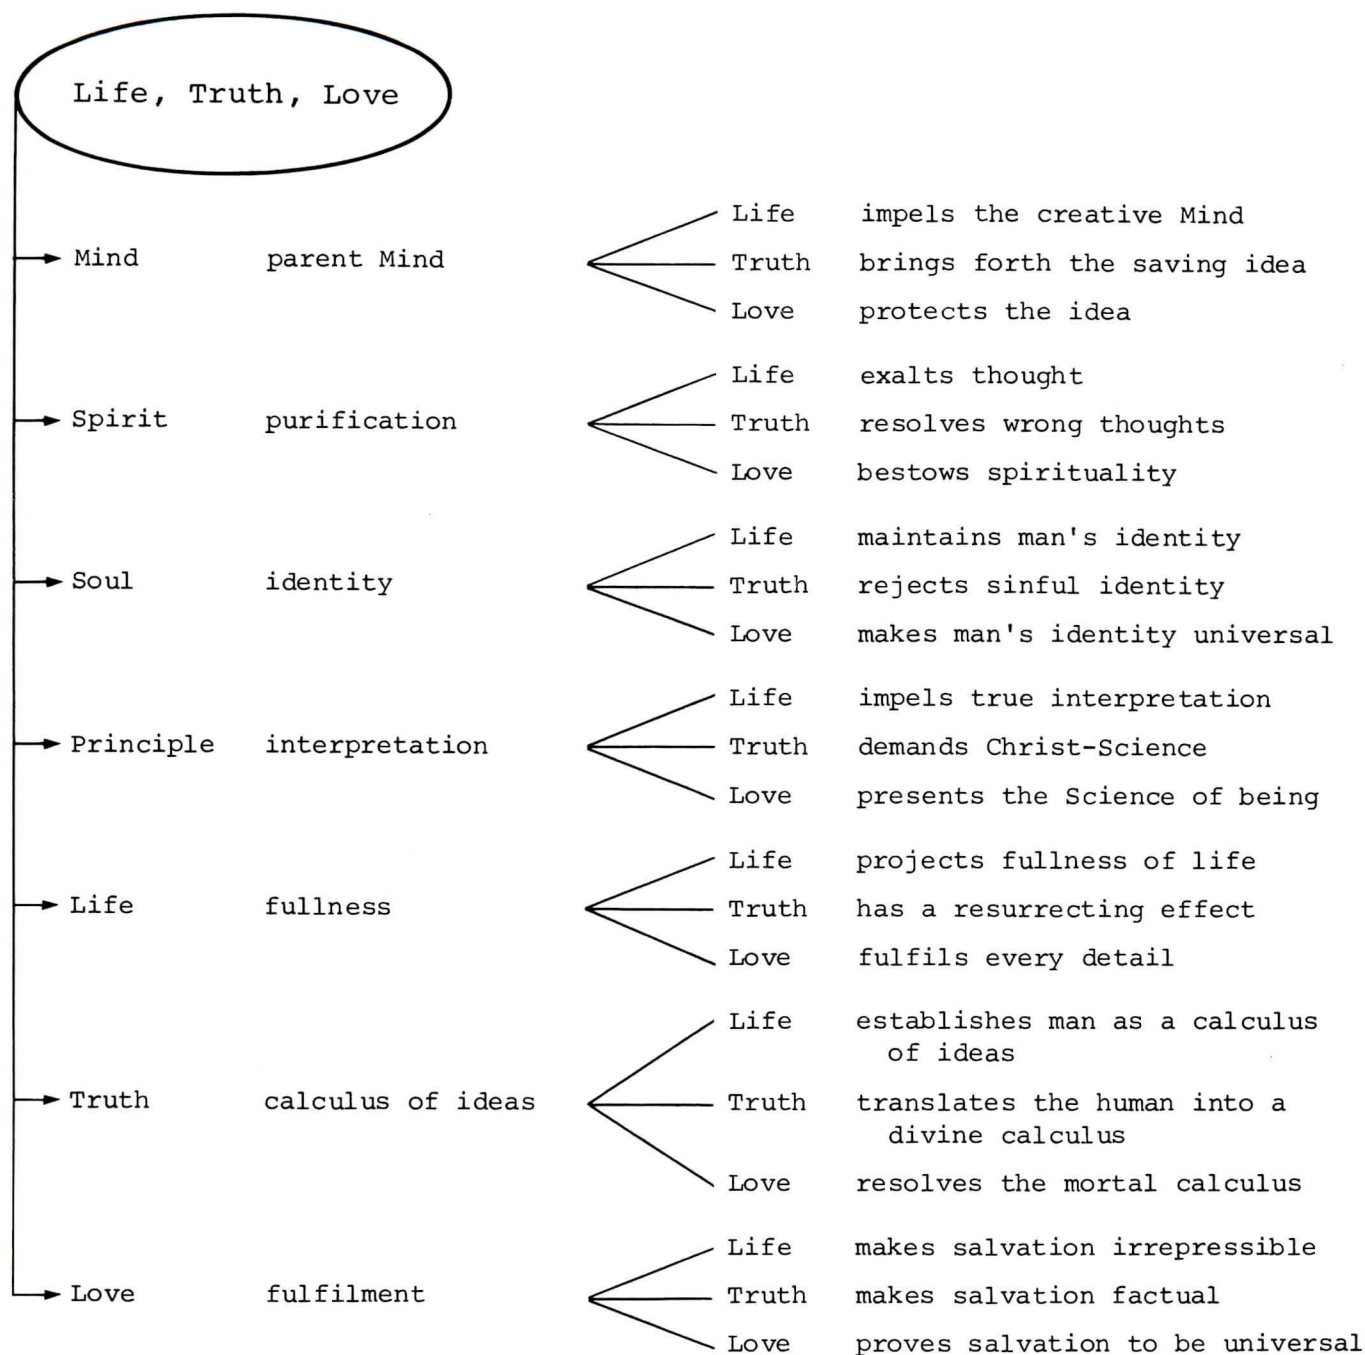 Life, Truth, Love
Life impels the creative Mind
Mind parent Mind Truth brings forth the saving idea
Love protects the idea
Life exalts thought
Spirit purification Truth resolves wrong thoughts
Love bestows spirituality
Life maintains man's identity
Soul identity Truth rejects sinful identity
Love makes man's identity universal
Life impels true interpretation
Principle interpretation Truth demands Christ-Science
Love presents the Science of being
Life projects fullness of life
Life fullness Truth has a resurrecting effect
Love fulfils every detail
Life establishes man as a calculus
of ideas
Truth calculus of ideas Truth translates the human into a
divine calculus
Love resolves the mortal calculus
Life makes salvation irrepressible
Love fulfilment Truth makes salvation factual
Love proves salvation to be universal